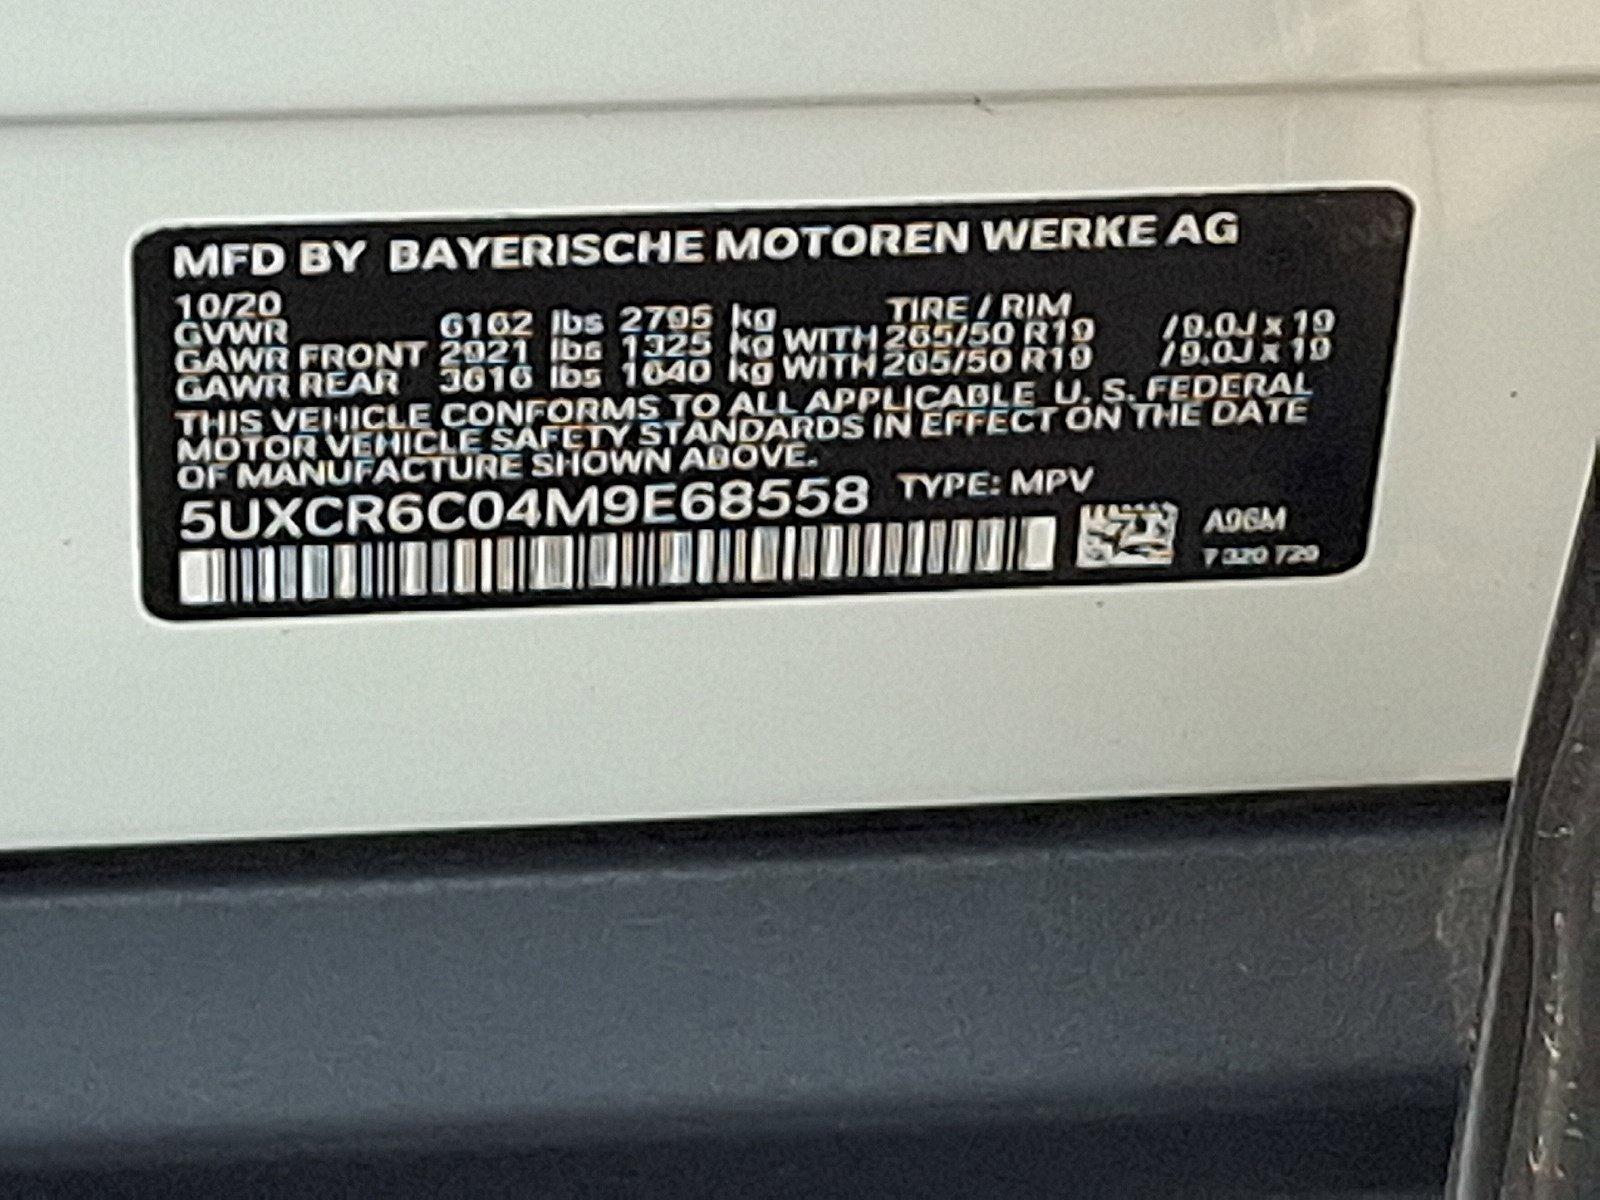 MFD BY BAYERISCHE MOTOREN WERKE AG
10/20
TIRE / RIM
GVWR 6162 lbs 2795 kg
GAWR FRONT 2921 lbs 1325 kg WITH 265/50 R19 /9.0J x 19
GAWR REAR 3616 lbs 1640 kg WITH 265/50 R19 /9.0J x 19
THIS VEHICLE CONFORMS TO ALL APPLICABLE U. S. FEDERAL
MOTOR VEHICLE SAFETY STANDARDS IN EFFECT ON THE DATE
OF MANUFACTURE SHOWN ABOVE.
5UXCR6C04M9E68558 TYPE: MPV
A96M